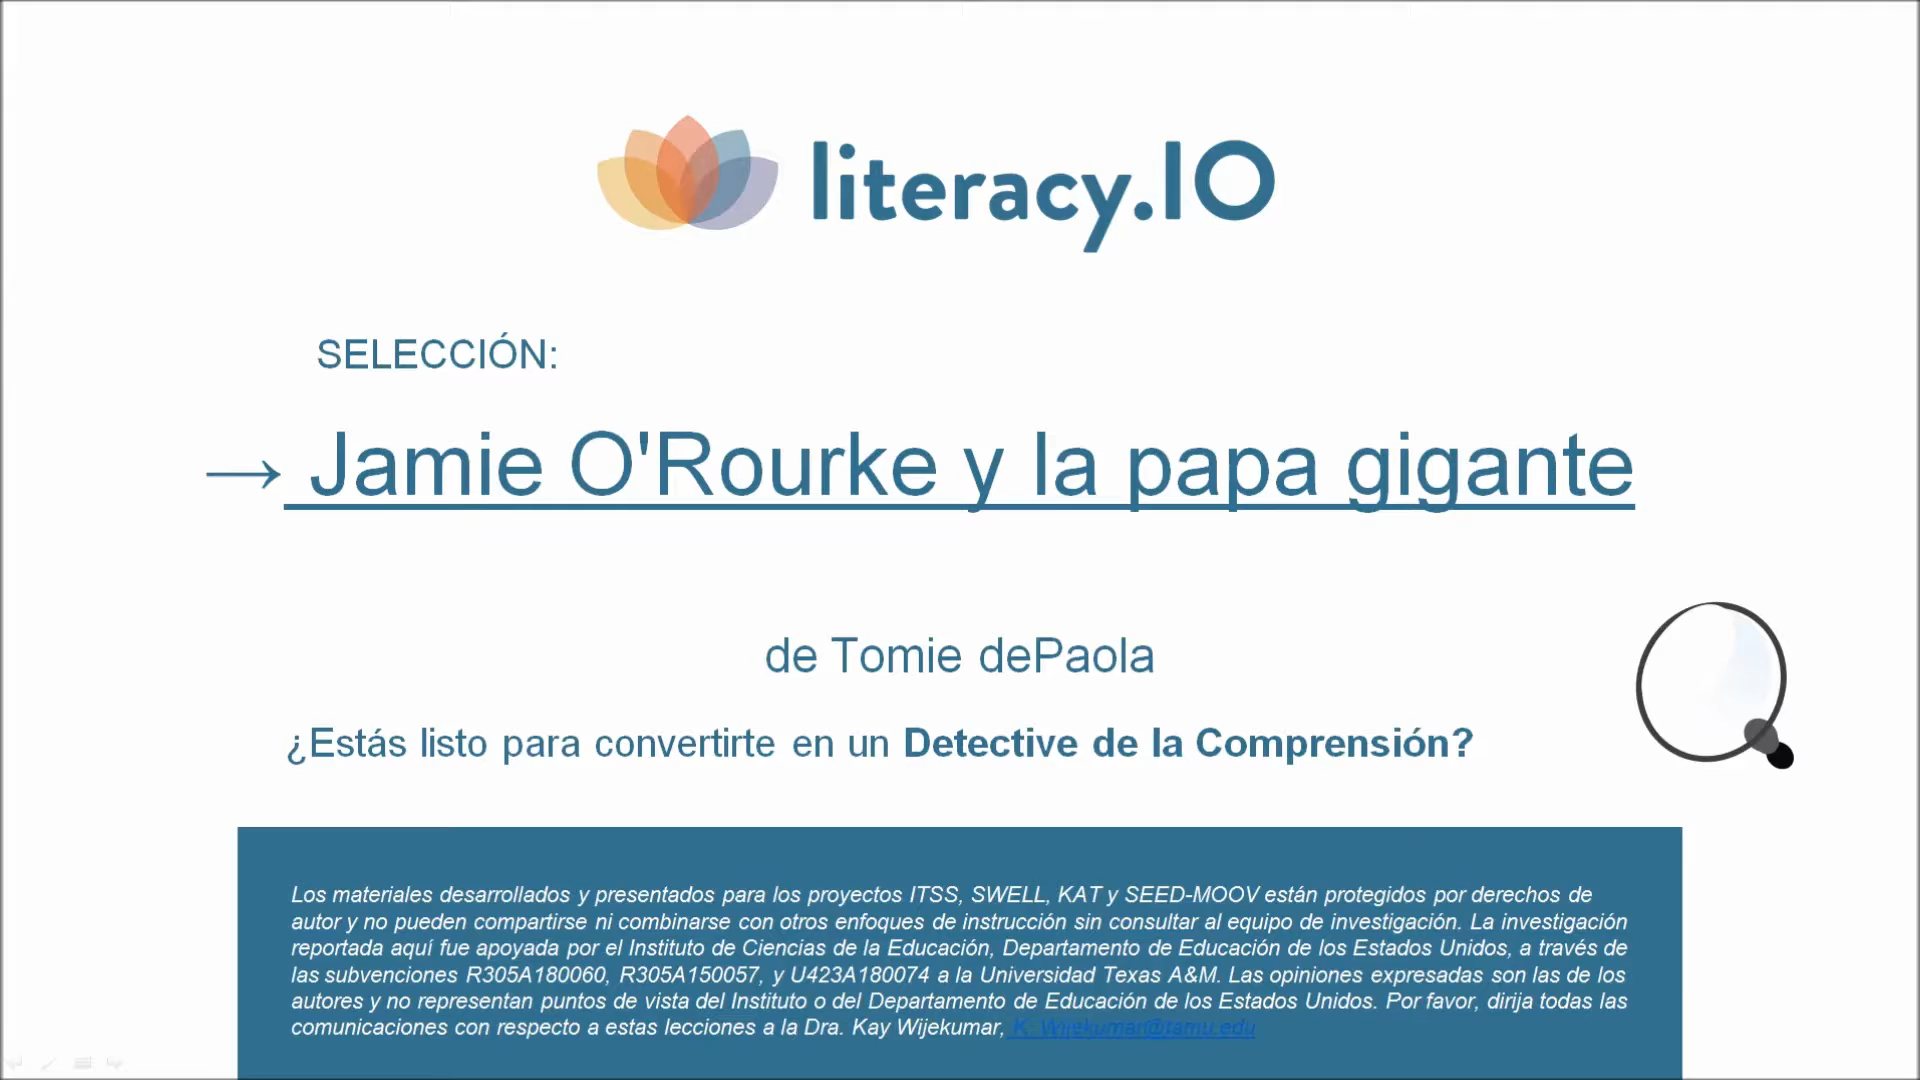 literacy.IO
SELECCIÓN:
→ Jamie O'Rourke y la papa gigante
de Tomie dePaola
¿Estás listo para convertirte en un Detective de la Comprensión?
Los materiales desarrollados y presentados para los proyectos ITSS, SWELL, KAT y SEED-MOOV están protegidos por derechos de
autor y no pueden compartirse ni combinarse con otros enfoques de instrucción sin consultar al equipo de investigación. La investigación
reportada aquí fue apoyada por el Instituto de Ciencias de la Educación, Departamento de Educación de los Estados Unidos, a través de
las subvenciones R305A180060, R305A150057, y U423A180074 a la Universidad Texas A&M. Las opiniones expresadas son las de los
autores y no representan puntos de vista del Instituto o del Departamento de Educación de los Estados Unidos. Por favor, dirija todas las
comunicaciones con respecto a estas lecciones a la Dra. Kay Wijekumar, K_Wijekumar@tamu.edu